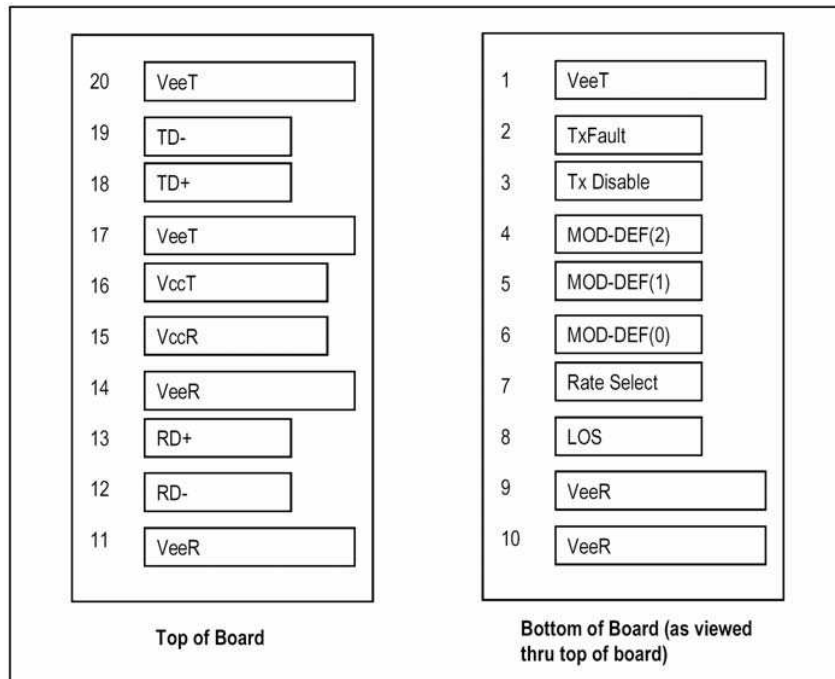 20 VeeT
19 TD-
18 TD+
17 VeeT
16 VccT
15 VccR
14 VeeR
13 RD+
12 RD-
11 VeeR
Top of Board
1 VeeT
2 TxFault
3 Tx Disable
4 MOD-DEF(2)
5 MOD-DEF(1)
6 MOD-DEF(0)
7 Rate Select
8 LOS
9 VeeR
10 VeeR
Bottom of Board (as viewed
thru top of board)